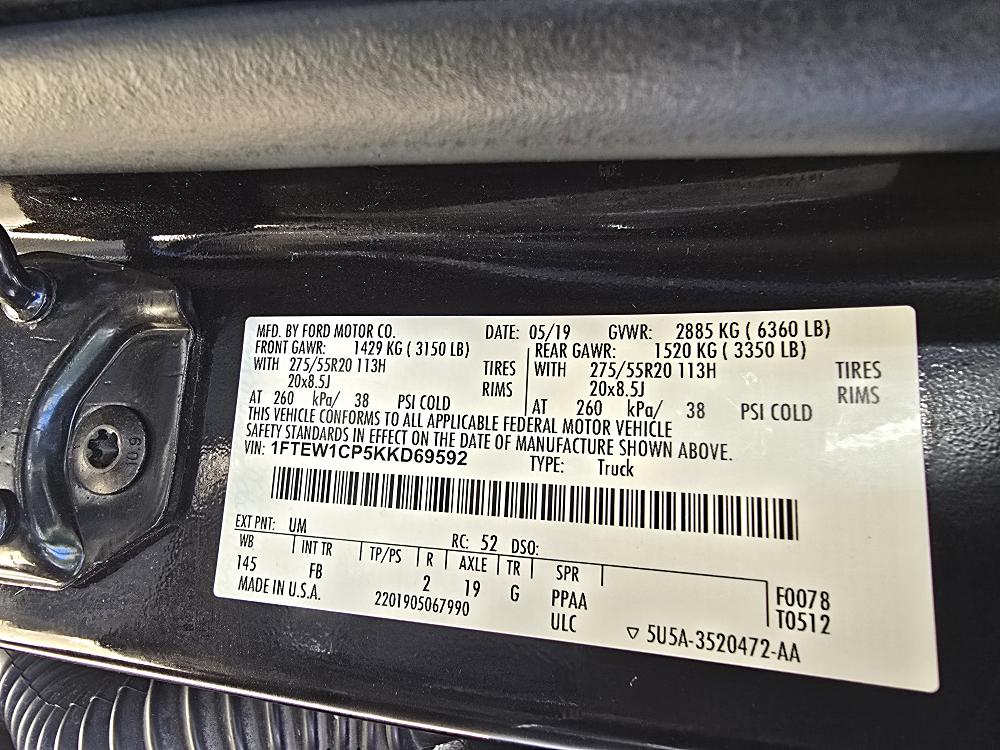 MFD. BY FORD MOTOR CO. DATE: 05/19 GVWR: 2885 KG ( 6360 LB)
FRONT GAWR: 1429 KG ( 3150 LB) REAR GAWR: 1520 KG ( 3350 LB)
WITH 275/55R20 113H TIRES WITH 275/55R20 113H TIRES
20x8.5J RIMS 20x8.5J RIMS
AT 260 kPa/ 38 PSI COLD AT 260 kPa/ 38 PSI COLD
THIS VEHICLE CONFORMS TO ALL APPLICABLE FEDERAL MOTOR VEHICLE
SAFETY STANDARDS IN EFFECT ON THE DATE OF MANUFACTURE SHOWN ABOVE.
VIN: 1FTEW1CP5KKD69592 TYPE: Truck
EXT PNT: UM RC: 52 DSO:
WB INT TR TP/PS R AXLE TR SPR
145 FB 2 19 G PPAA F0078
MADE IN U.S.A. 2201905067990 ULC T0512
5U5A-3520472-AA
10.9